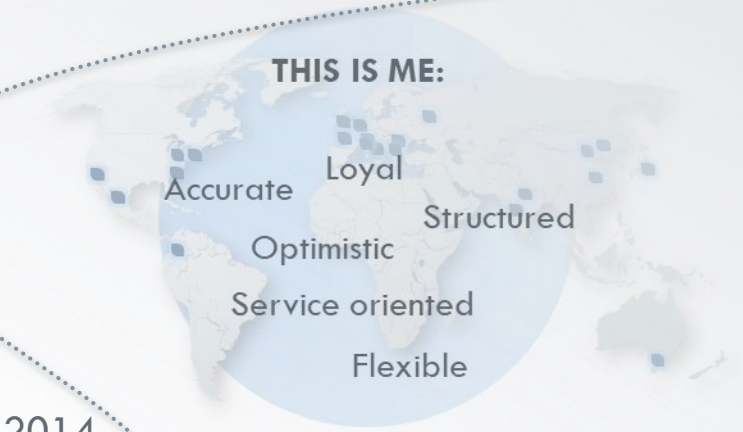 THIS IS ME:
Loyal
Accurate
Structured
Optimistic
Service oriented
Flexible
2014